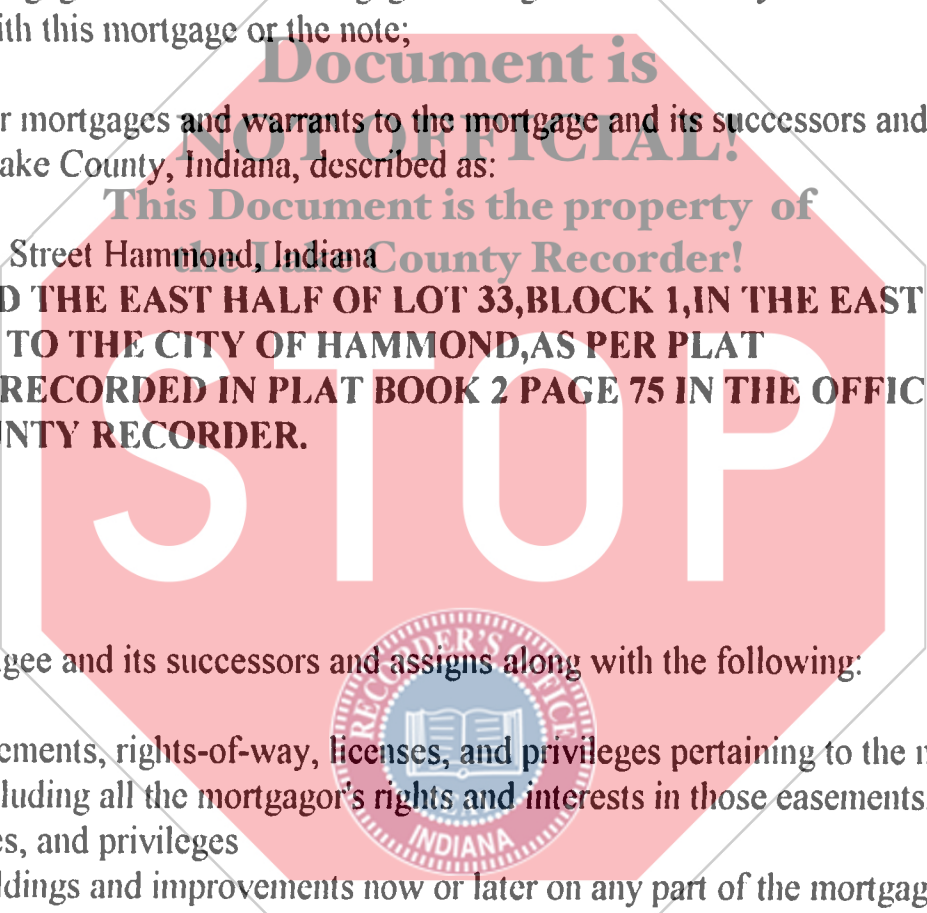 ith this mortgage or the note;
Document is
r mortgages and warrants to the mortgage and its successors and
NOT OFFICIAL!
ake County, Indiana, described as:
This Document is the property of
Street Hammond, Indiana
the Lake County Recorder!
D THE EAST HALF OF LOT 33,BLOCK 1,IN THE EAST
TO THE CITY OF HAMMOND,AS PER PLAT
RECORDED IN PLAT BOOK 2 PAGE 75 IN THE OFFIC
NTY RECORDER.
STOP
gee and its successors and assigns along with the following:
RECORDER'S OFFICE
ements, rights-of-way, licenses, and privileges pertaining to the
luding all the mortgagor's rights and interests in those easements
es, and privileges
INDIANA
ldings and improvements now or later on any part of the mortgag